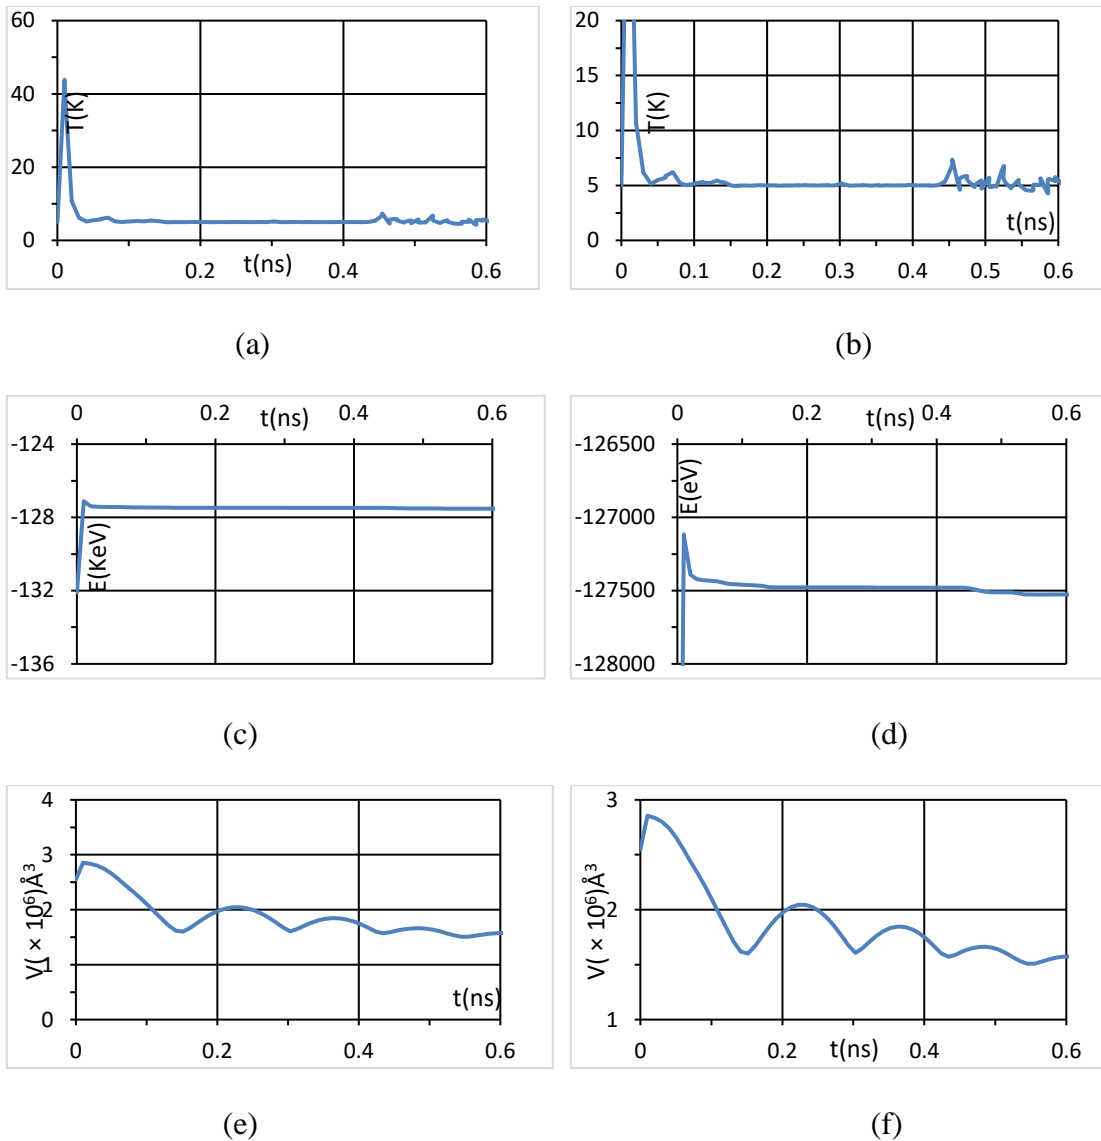 60
40
20
0
T(K)
0 0.2 0.4 0.6
t(ns)
(a)
20
15
10
5
0
T(K)
t(ns)
0 0.1 0.2 0.3 0.4 0.5 0.6
(b)
0 0.2 0.4 0.6
t(ns)
-124
-128
-132
-136
E(KeV)
(c)
0 0.2 0.4 0.6
t(ns)
-126500
-127000
-127500
-128000
E(eV)
(d)
4
3
2
1
0
V( × 10⁶)Å³
t(ns)
0 0.2 0.4 0.6
(e)
3
2
1
V( × 10⁶)Å³
t(ns)
0 0.2 0.4 0.6
(f)